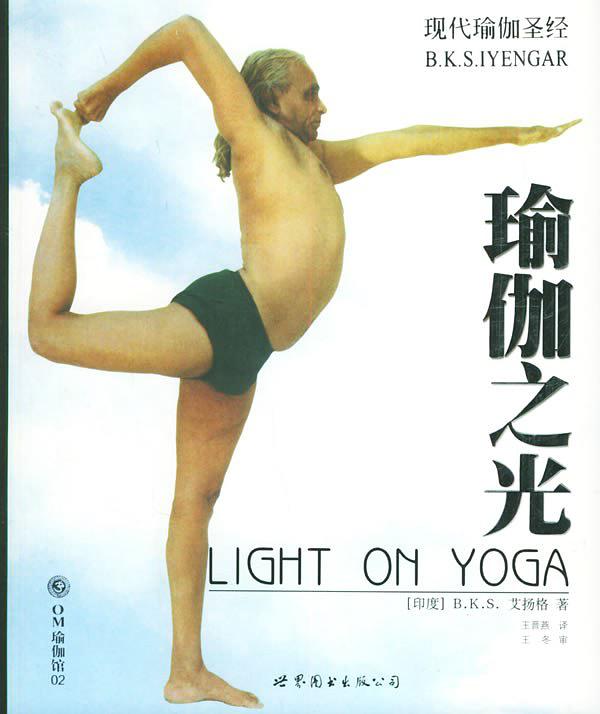 现代瑜伽圣经
B.K.S.IYENGAR
瑜伽之光
LIGHT ON YOGA
[印度] B.K.S. 艾扬格 著
王晋燕 译
王 冬 审
OM瑜伽馆
02
世界图书出版公司